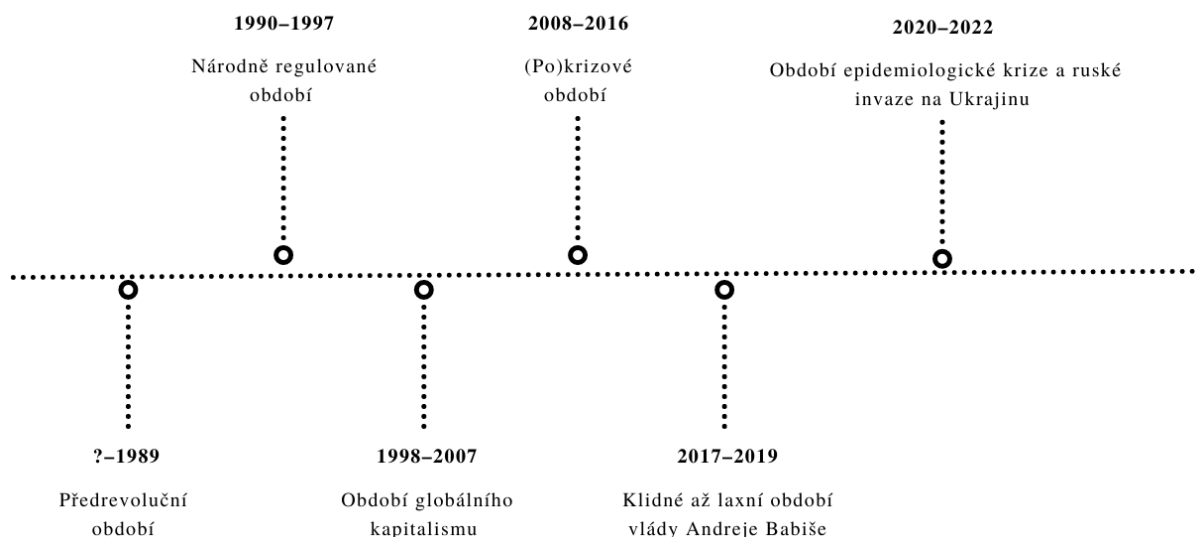 1990–1997
Národně regulované
období
2008–2016
(Po)krizové
období
2020–2022
Období epidemiologické krize a ruské
invaze na Ukrajinu
?–1989
Předrevoluční
období
1998–2007
Období globálního
kapitalismu
2017–2019
Klidné až laxní období
vlády Andreje Babiše